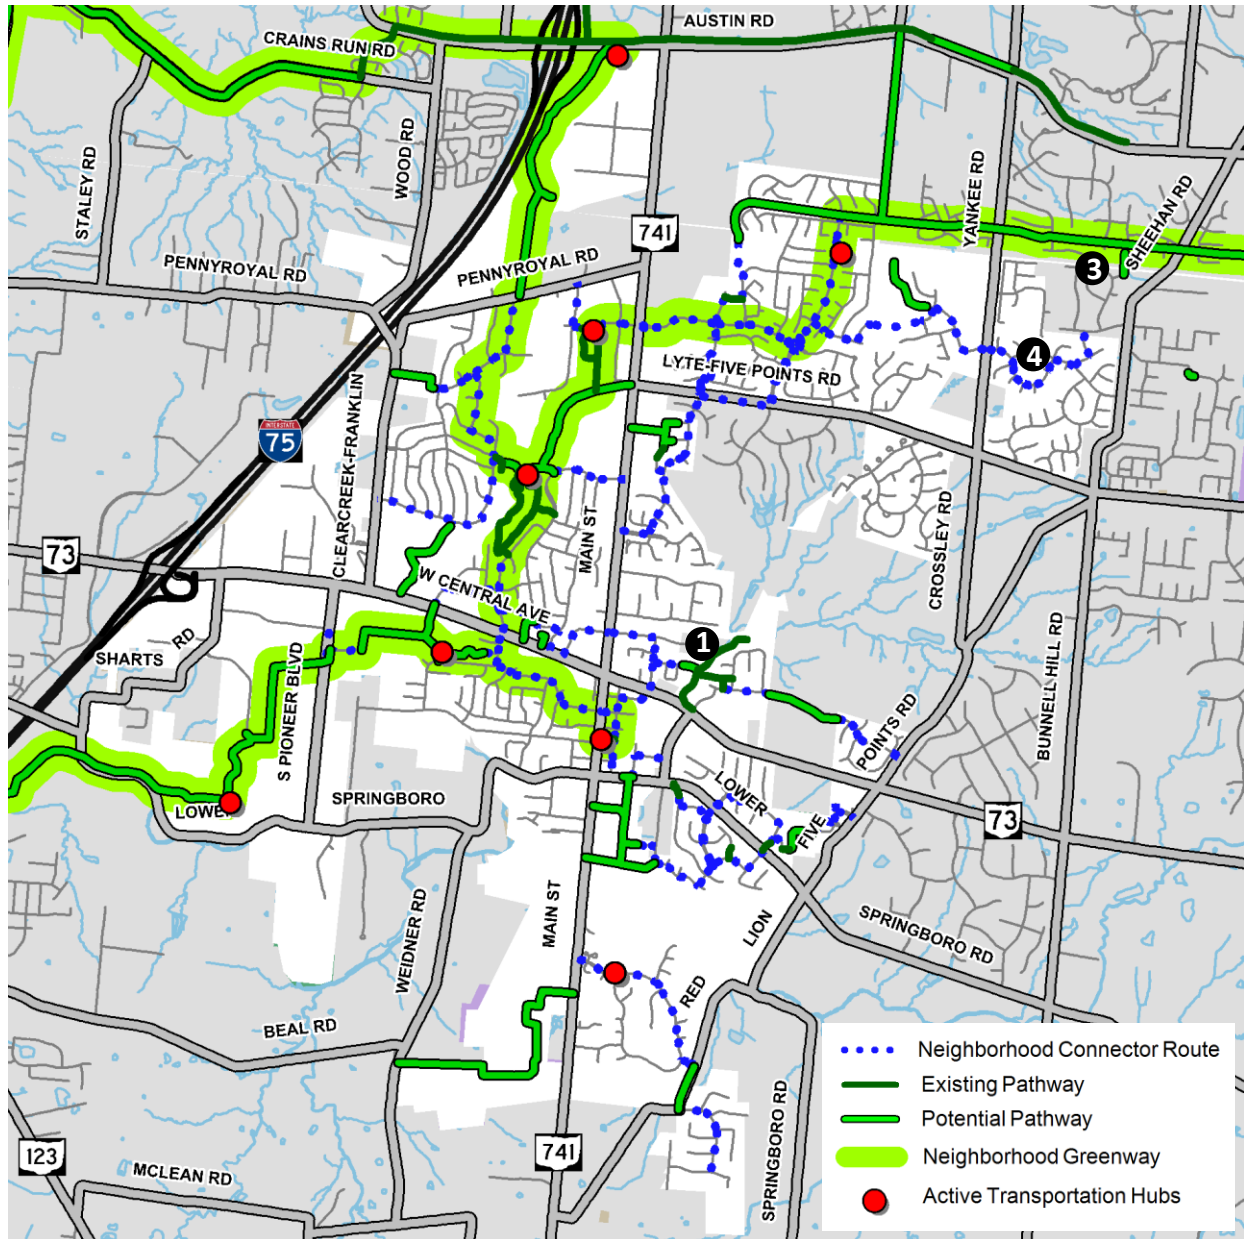 AUSTIN RD
CRAINS RUN RD
WOOD RD
STALEY RD
741
YANKEE RD
SHEEHAN RD
PENNYROYAL RD
PENNYROYAL RD
3
4
LYTE-FIVE POINTS RD
CLEARCREEK-FRANKLIN
INTERSTATE
75
MAIN ST
CROSSLEY RD
73
W CENTRAL AVE
1
BUNNELL HILL RD
SHARTS RD
S PIONEER BLVD
POINTS RD
LOWER
SPRINGBORO
LOWER
FIVE
73
MAIN ST
WEIDNER RD
LION
SPRINGBORO RD
RED
BEAL RD
SPRINGBORO RD
123
MCLEAN RD
741
Neighborhood Connector Route
Existing Pathway
Potential Pathway
Neighborhood Greenway
Active Transportation Hubs